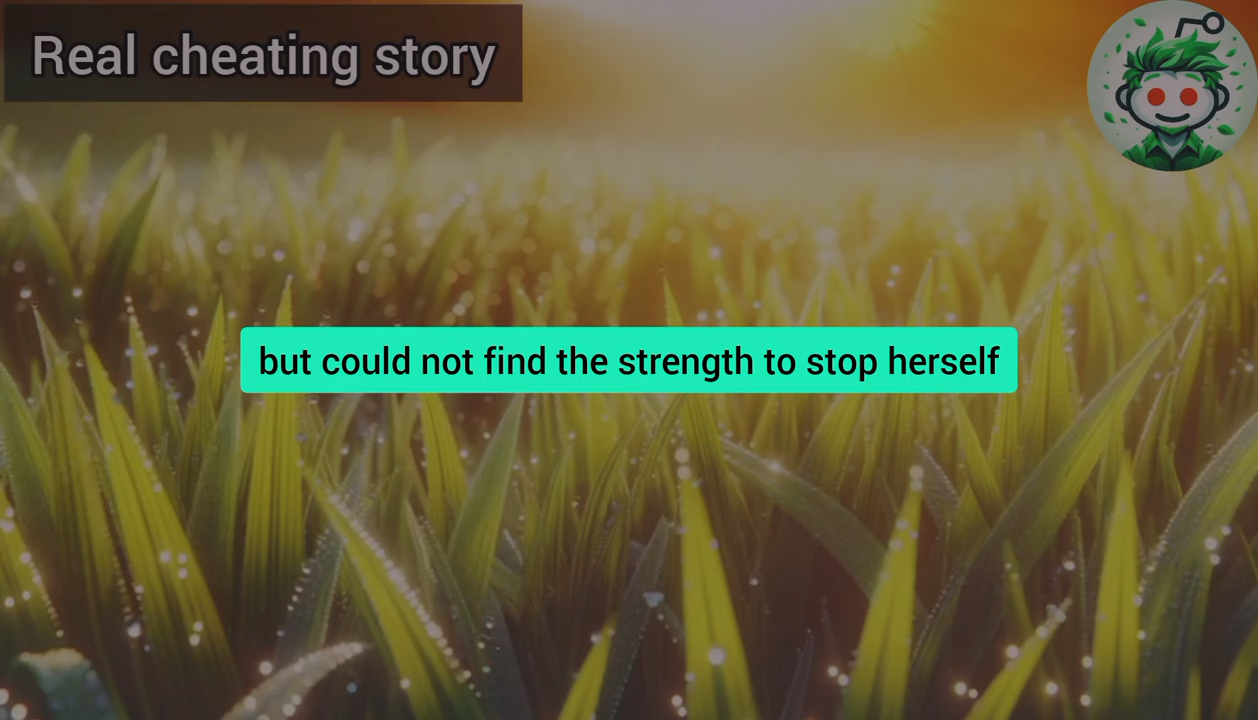 Real cheating story
but could not find the strength to stop herself